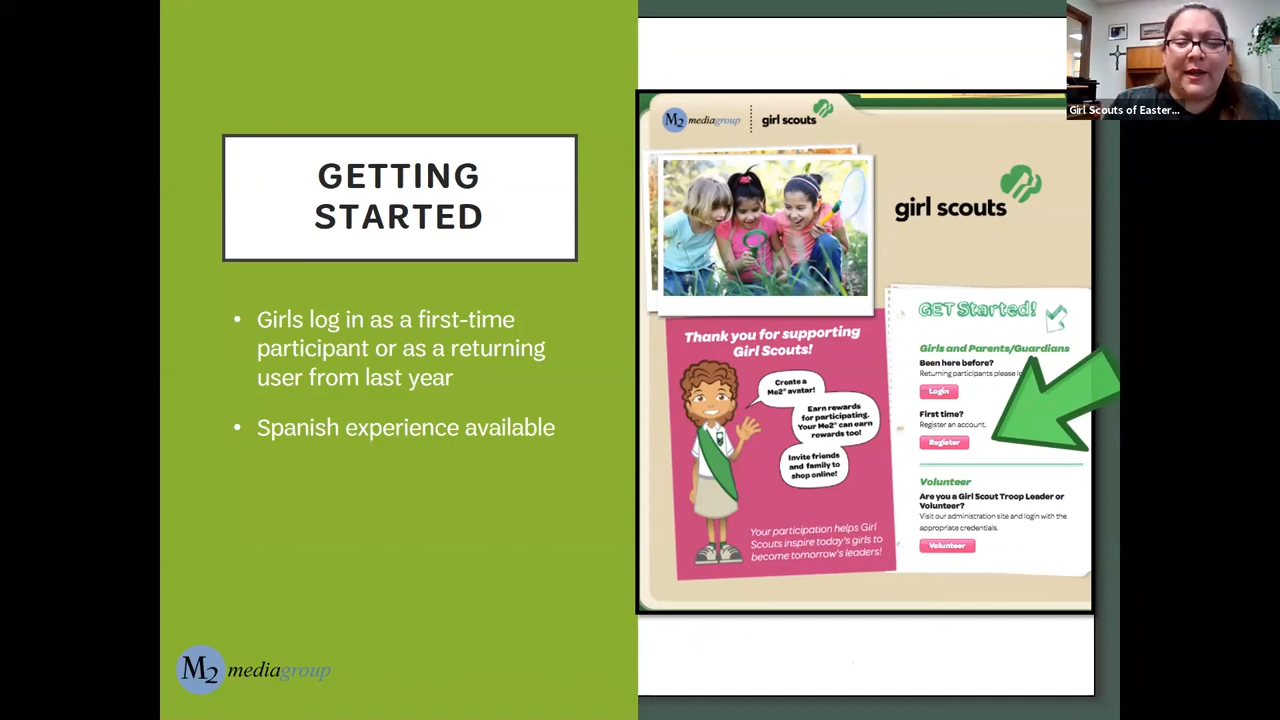 GETTING
STARTED
• Girls log in as a first-time
participant or as a returning
user from last year
• Spanish experience available
M2 mediagroup
M2 mediagroup
girl scouts
girl scouts
Thank you for supporting
Girl Scouts!
Create a
Me2® avatar!
Earn rewards
for participating.
Your Me2® can earn
rewards too!
Invite friends
and family to
shop online!
Your participation helps Girl
Scouts inspire today's girls to
become tomorrow's leaders!
GET Started!
Girls and Parents/Guardians
Been here before?
Returning participants please
Login
First time?
Register an account.
Register
Volunteer
Are you a Girl Scout Troop Leader or
Volunteer?
Visit our administration site and login with the
appropriate credentials.
Volunteer
Girl Scouts of Easter...